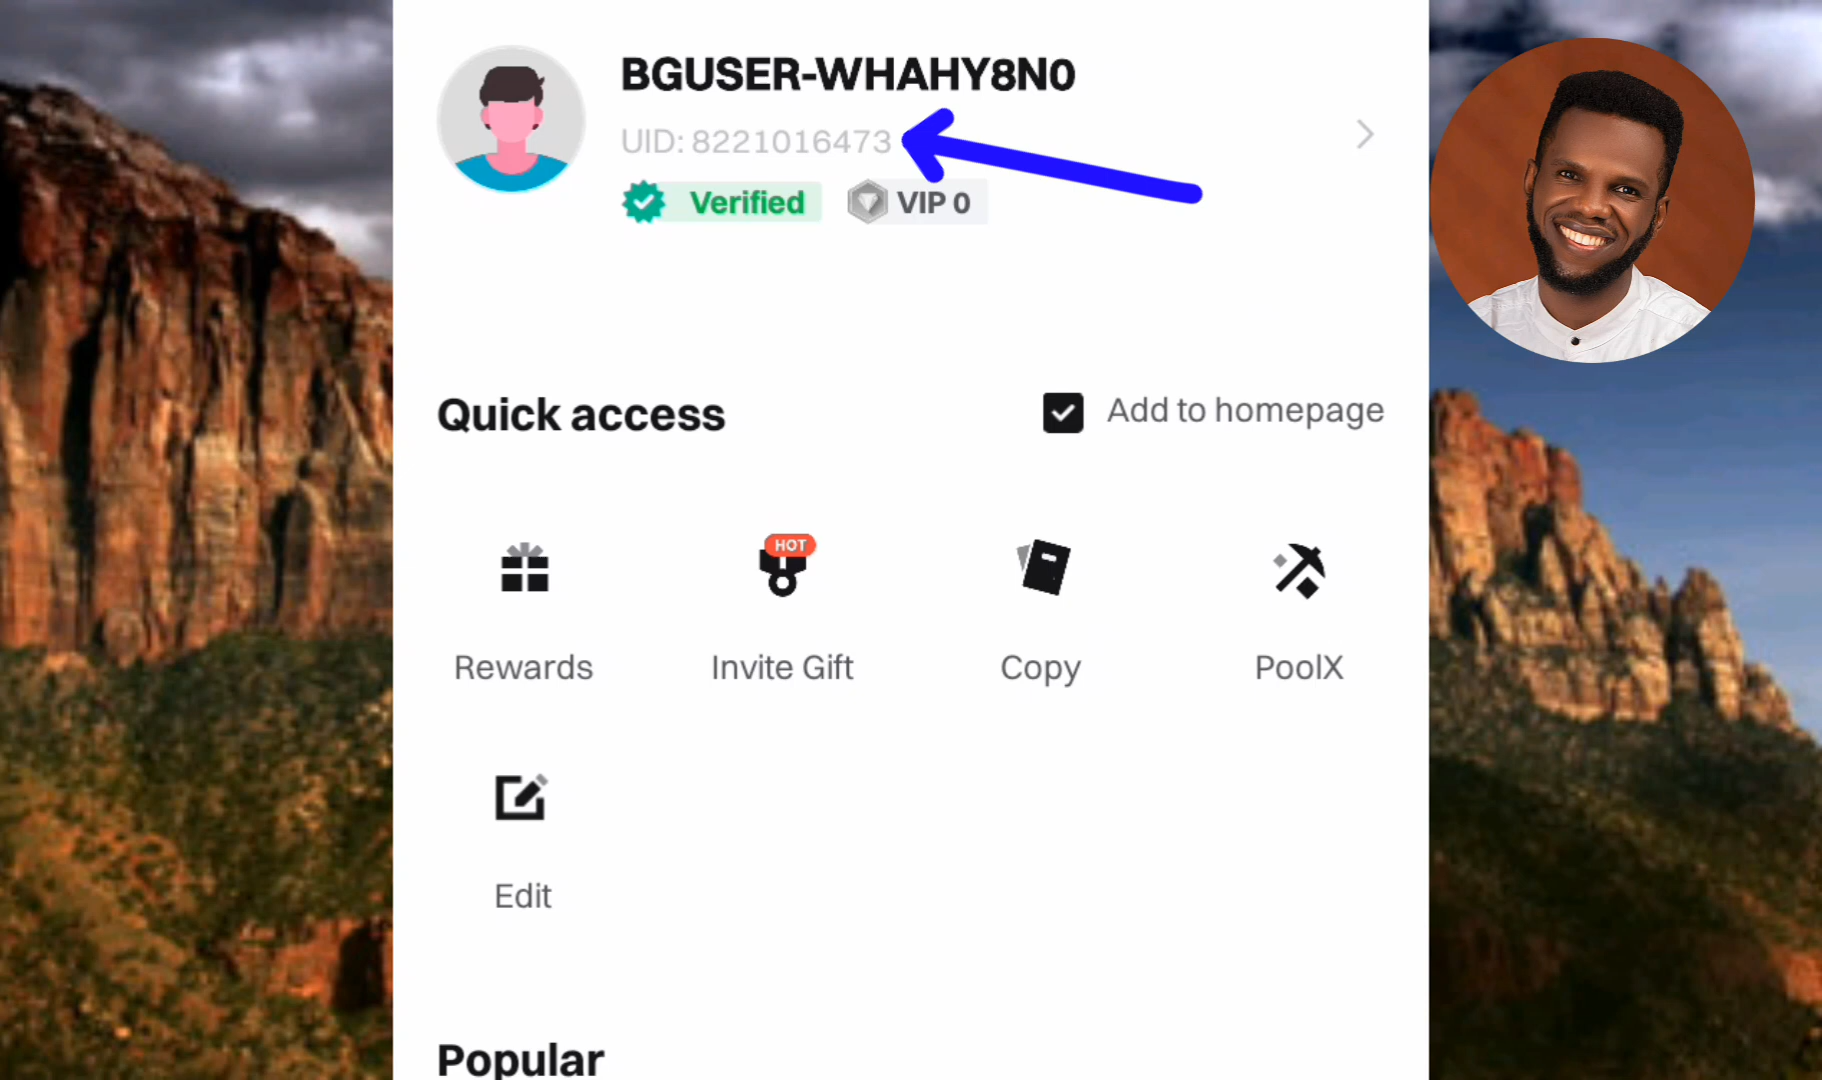 BGUSER-WHAHY8N0
UID: 8221016473
Verified
VIP 0
Quick access
Add to homepage
HOT
Rewards
Invite Gift
Copy
PoolX
Edit
Popular